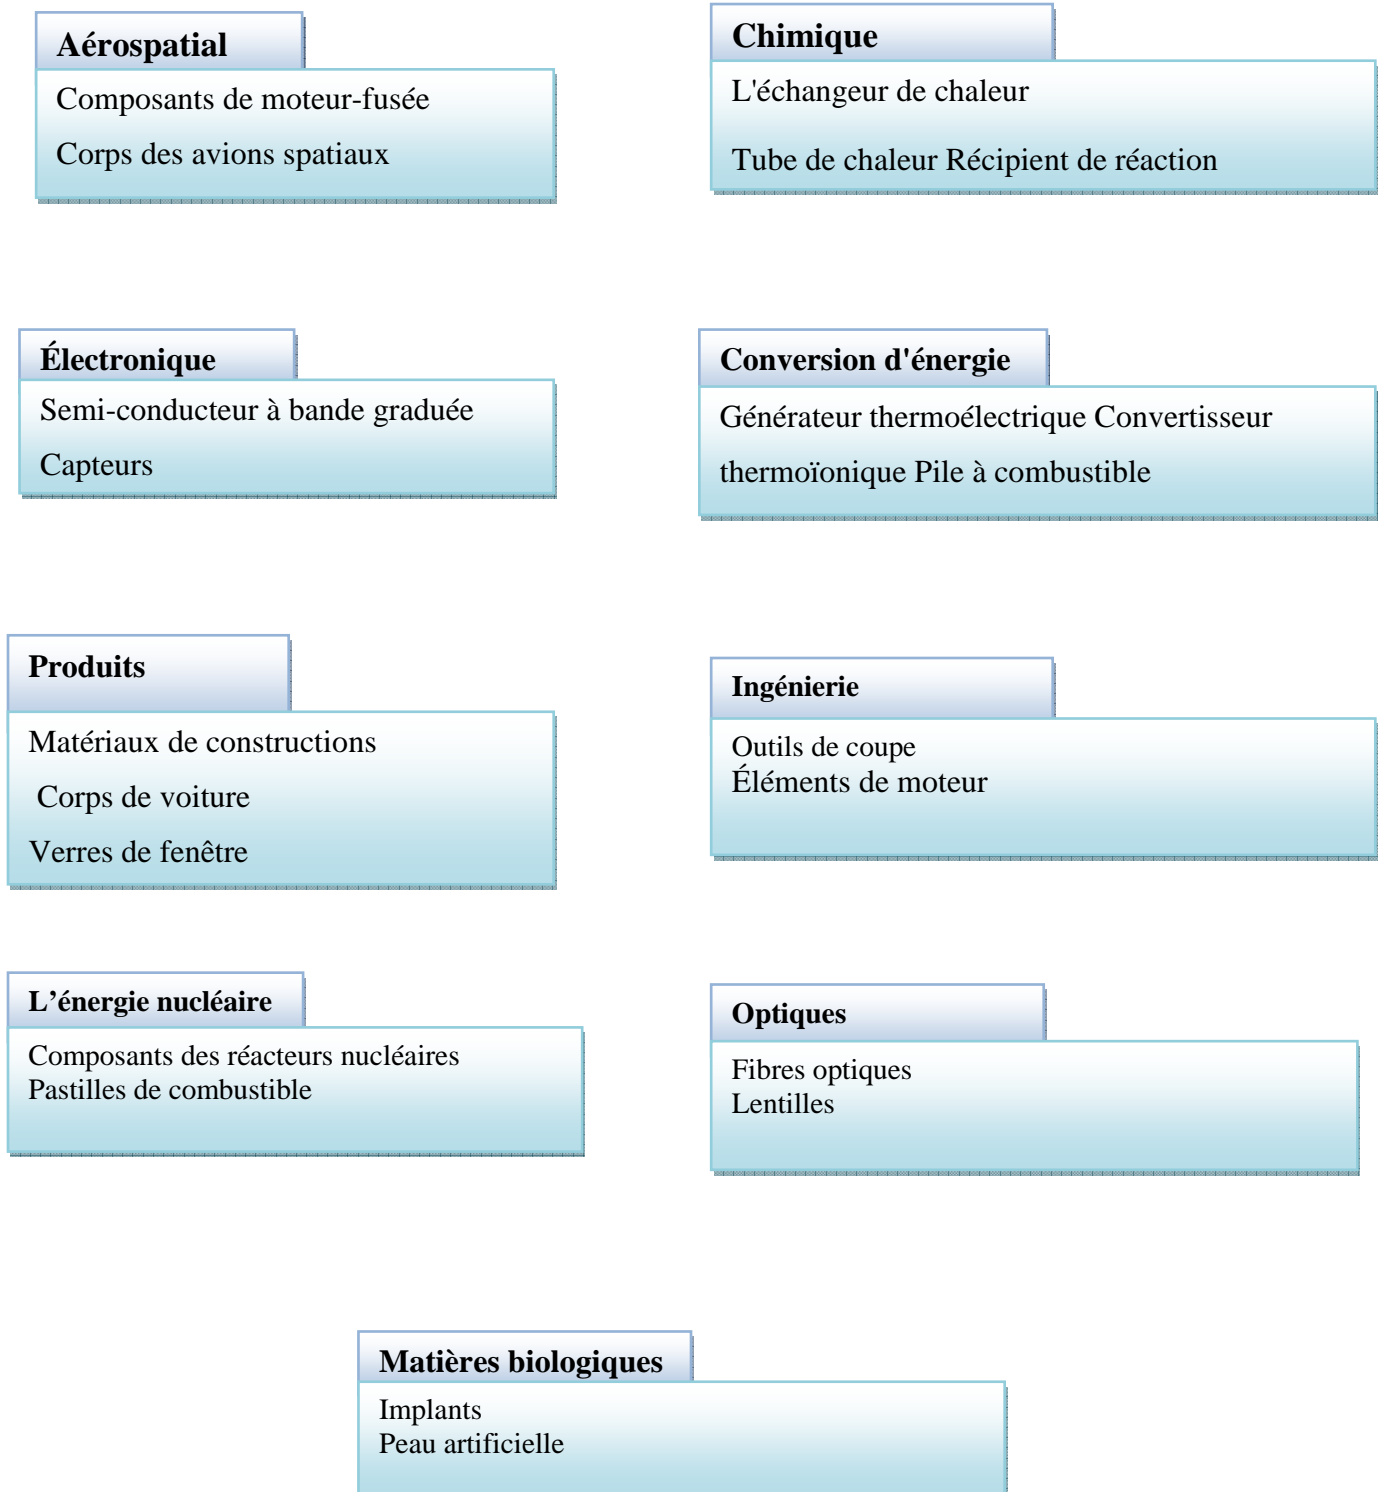 Aérospatial
Composants de moteur-fusée
Corps des avions spatiaux
Chimique
L'échangeur de chaleur
Tube de chaleur Récipient de réaction
Électronique
Semi-conducteur à bande graduée
Capteurs
Conversion d'énergie
Générateur thermoélectrique Convertisseur
thermoïonique Pile à combustible
Produits
Matériaux de constructions
Corps de voiture
Verres de fenêtre
Ingénierie
Outils de coupe
Éléments de moteur
L’énergie nucléaire
Composants des réacteurs nucléaires
Pastilles de combustible
Optiques
Fibres optiques
Lentilles
Matières biologiques
Implants
Peau artificielle